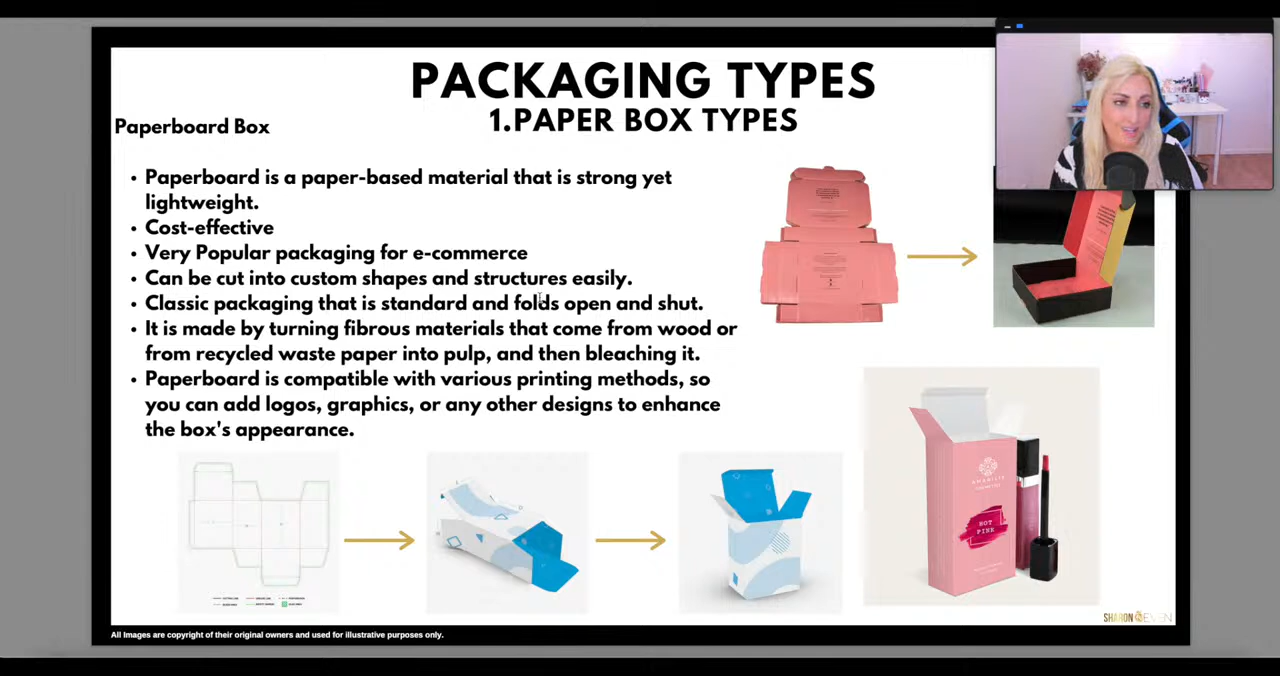 PACKAGING TYPES
1.PAPER BOX TYPES
Paperboard Box
• Paperboard is a paper-based material that is strong yet
lightweight.
• Cost-effective
• Very Popular packaging for e-commerce
• Can be cut into custom shapes and structures easily.
• Classic packaging that is standard and folds open and shut.
• It is made by turning fibrous materials that come from wood or
from recycled waste paper into pulp, and then bleaching it.
• Paperboard is compatible with various printing methods, so
you can add logos, graphics, or any other designs to enhance
the box's appearance.
AMARILIS
COSMETICS
HOT
PINK
SHARON
All Images are copyright of their original owners and used for illustrative purposes only.